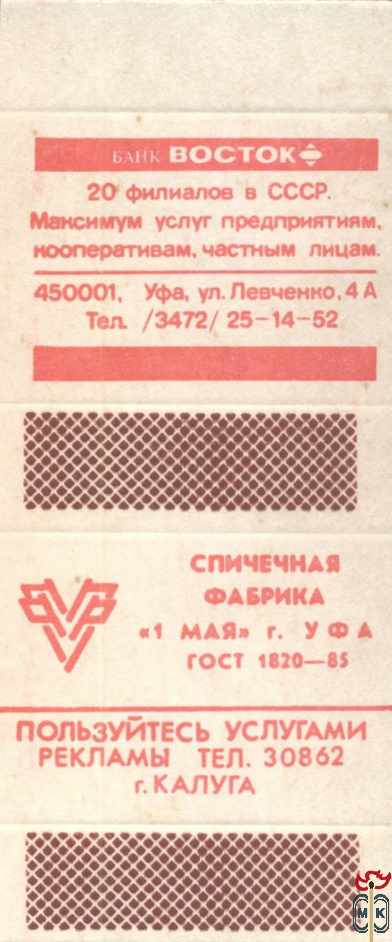 БАНК ВОСТОК
20 филиалов в СССР.
Максимум услуг предприятиям,
кооперативам, частным лицам.
450001, Уфа, ул. Левченко, 4 А
Тел. /3472/ 25-14-52
СПИЧЕЧНАЯ
ФАБРИКА
«1 МАЯ» г. УФА
ГОСТ 1820—85
ПОЛЬЗУЙТЕСЬ УСЛУГАМИ
РЕКЛАМЫ ТЕЛ. 30862
г. КАЛУГА
МК